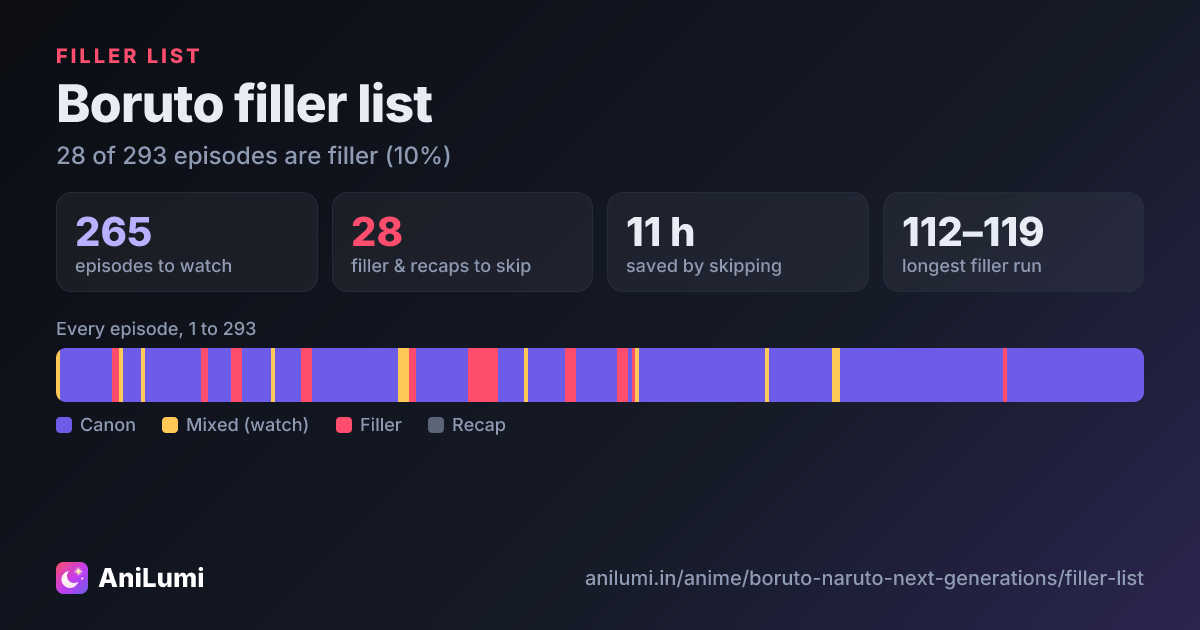 FILLER LIST
Boruto filler list
28 of 293 episodes are filler (10%)
265
episodes to watch
28
filler & recaps to skip
11 h
saved by skipping
112–119
longest filler run
Every episode, 1 to 293
Canon
Mixed (watch)
Filler
Recap
AniLumi
anilumi.in/anime/boruto-naruto-next-generations/filler-list